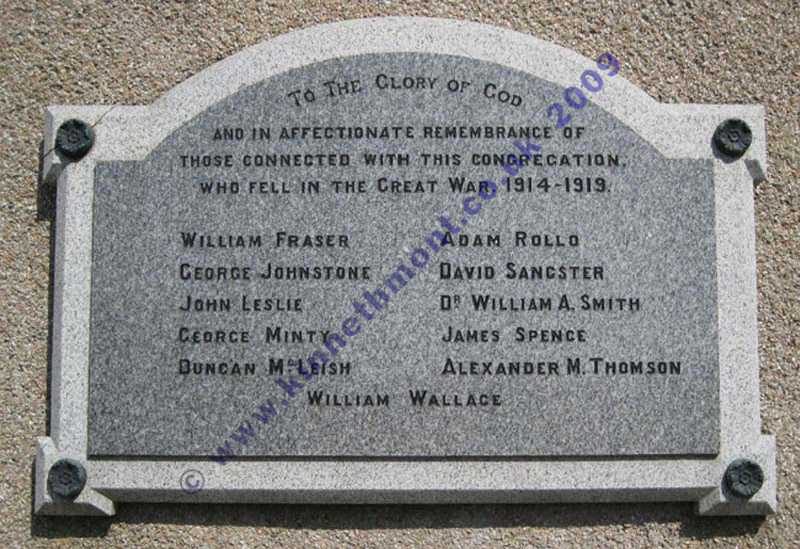 To The Glory of God
and in affectionate remembrance of
those connected with this congregation,
who fell in the Great War, 1914-1919.
William Fraser
George Johnstone
John Leslie
George Minty
Duncan McLeish
Adam Rollo
David Sangster
Dr William A. Smith
James Spence
Alexander M. Thomson
William Wallace
© www.kinnethmont.co.uk 2009